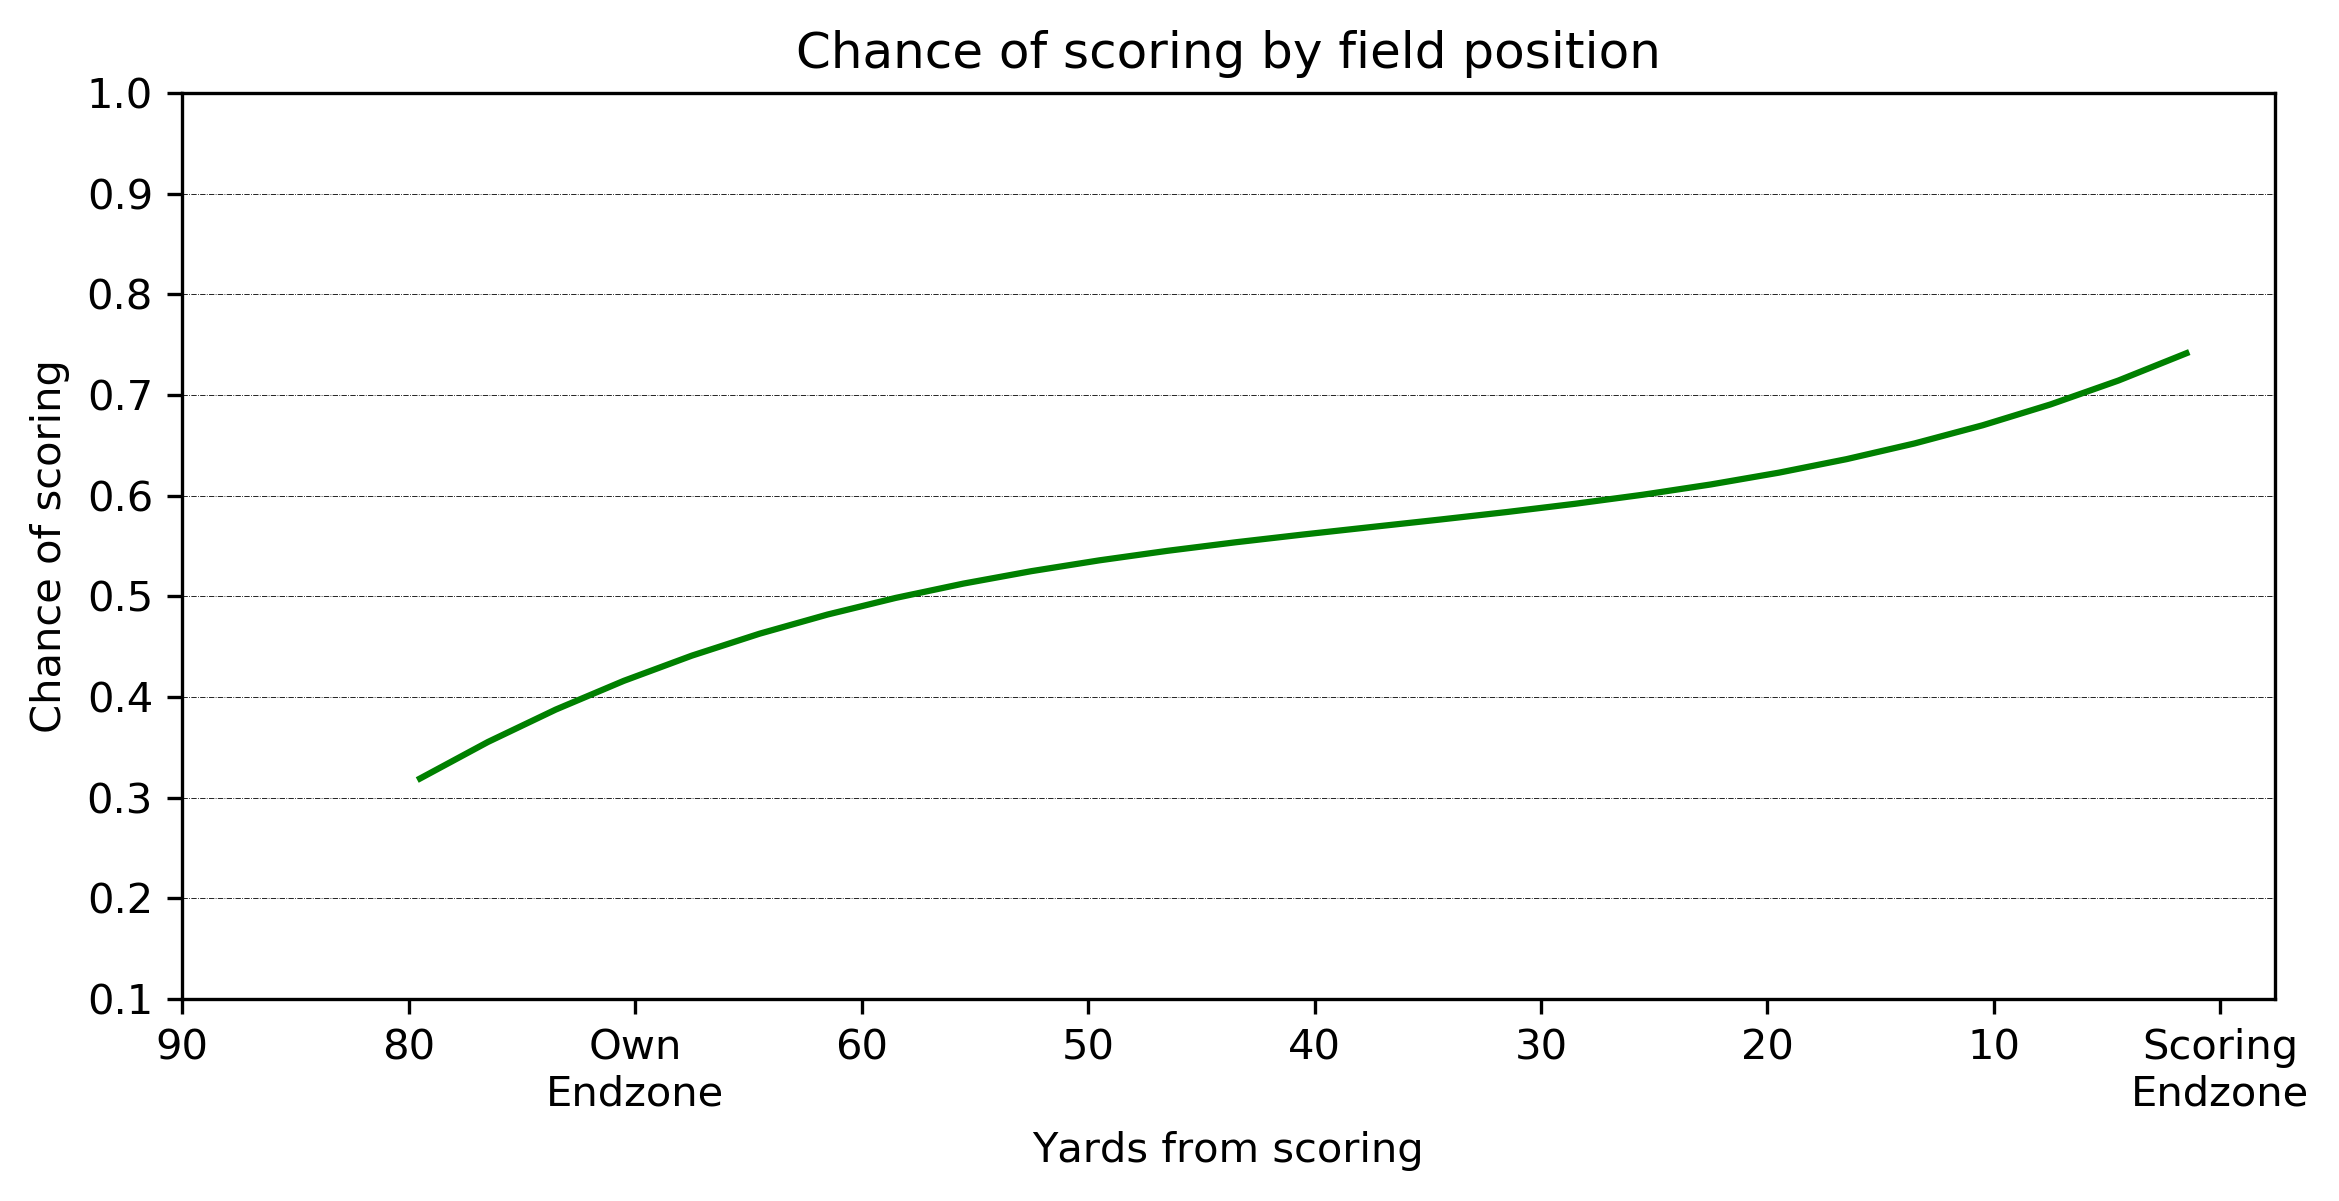 Chance of scoring by field position
Chance of scoring
1.0
0.9
0.8
0.7
0.6
0.5
0.4
0.3
0.2
0.1
90 80 Own 60 50 40 30 20 10 Scoring
Endzone Endzone
Yards from scoring